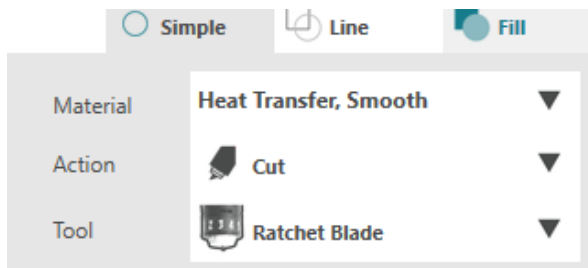 Simple Line Fill
Material Heat Transfer, Smooth
Action Cut
Tool Ratchet Blade